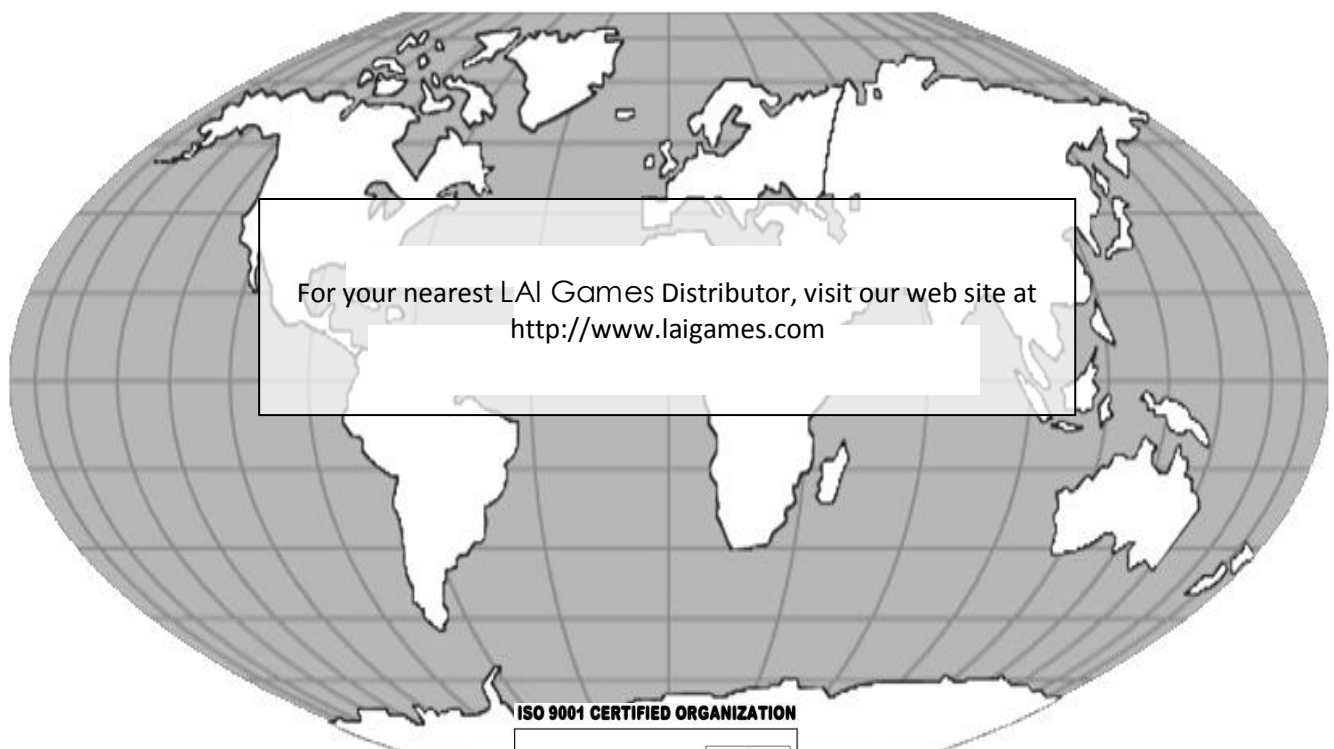 For your nearest LAI Games Distributor, visit our web site at
http://www.laigames.com
ISO 9001 CERTIFIED ORGANIZATION